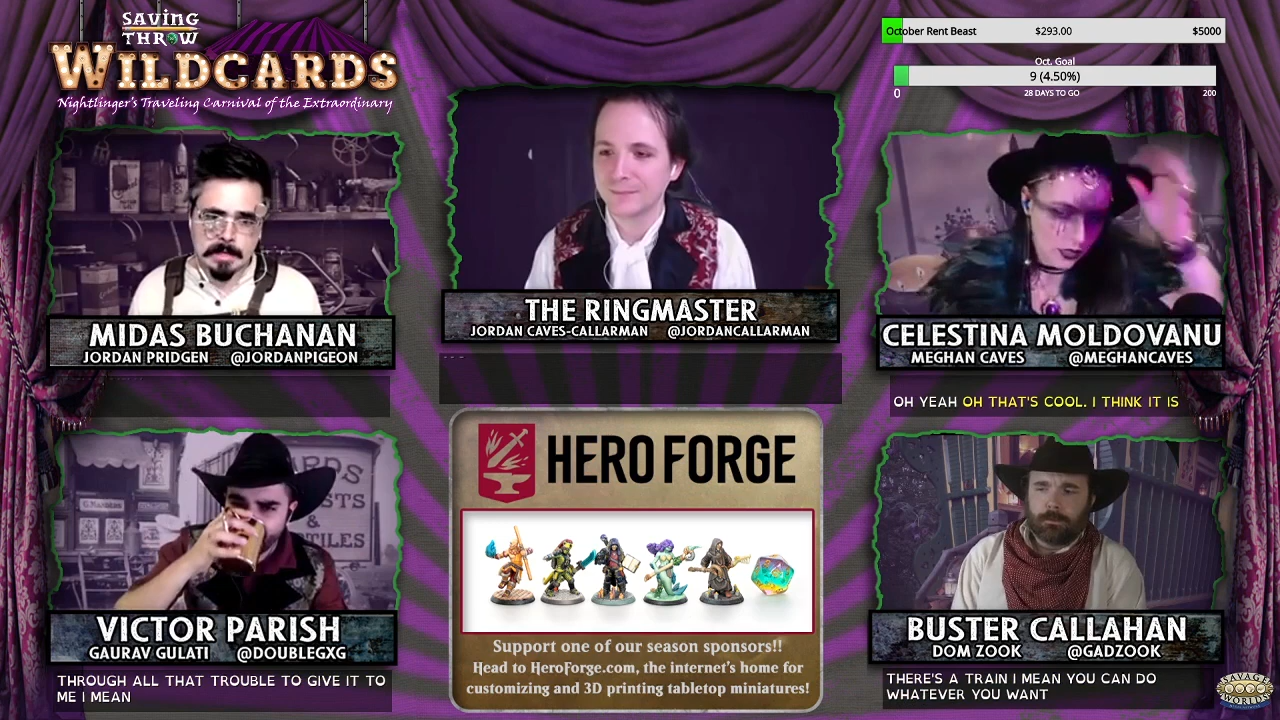 SAVING
THROW
WILDCARDS
Nightlinger's Traveling Carnival of the Extraordinary
October Rent Beast $293.00 $5000
Oct. Goal
9 (4.50%)
0 28 DAYS TO GO 200
MIDAS BUCHANAN
JORDAN PRIDGEN @JORDANPIGEON
THE RINGMASTER
JORDAN CAVES-CALLARMAN @JORDANCALLARMAN
CELESTINA MOLDOVANU
MEGHAN CAVES @MEGHANCAVES
OH YEAH OH THAT'S COOL. I THINK IT IS
HERO FORGE
Support one of our season sponsors!!
Head to HeroForge.com, the internet's home for
customizing and 3D printing tabletop miniatures!
VICTOR PARISH
GAURAV GULATI @DOUBLEGXG
THROUGH ALL THAT TROUBLE TO GIVE IT TO
ME I MEAN
BUSTER CALLAHAN
DOM ZOOK @GADZOOK
THERE'S A TRAIN I MEAN YOU CAN DO
WHATEVER YOU WANT
SAVAGE
WORLDS